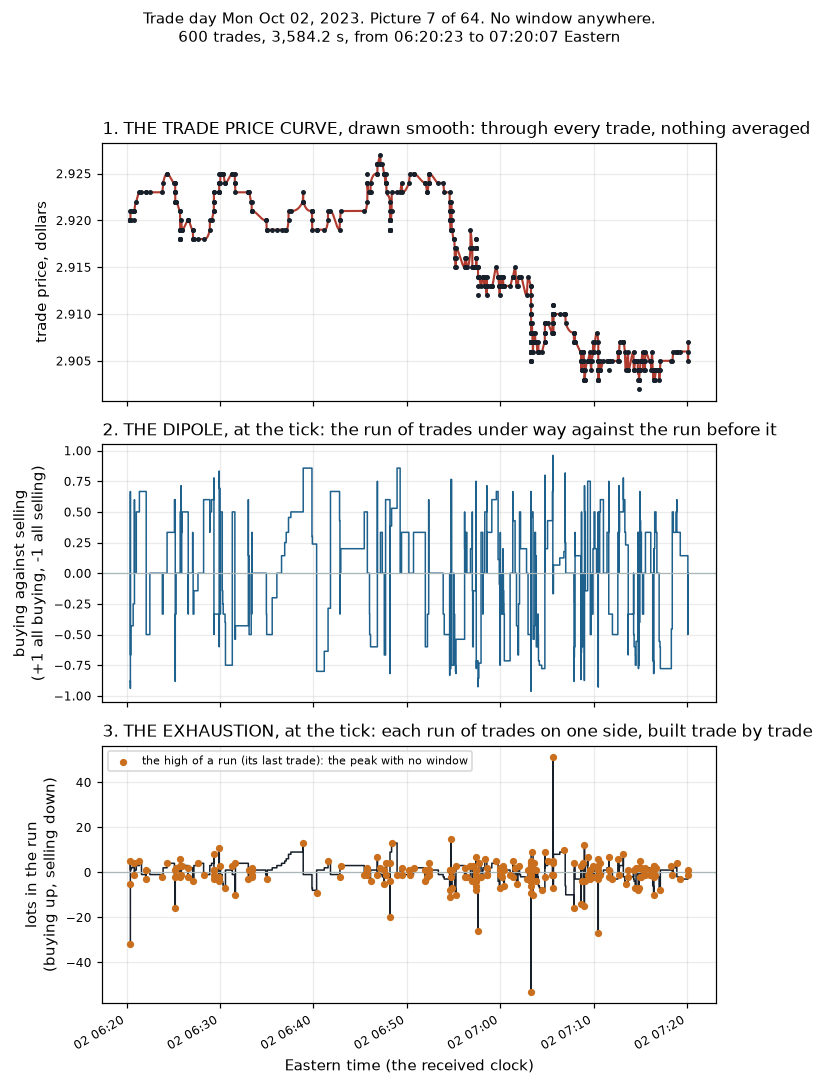 Trade day Mon Oct 02, 2023. Picture 7 of 64. No window anywhere.
600 trades, 3,584.2 s, from 06:20:23 to 07:20:07 Eastern
1. THE TRADE PRICE CURVE, drawn smooth: through every trade, nothing averaged
trade price, dollars
2.925
2.920
2.915
2.910
2.905
2. THE DIPOLE, at the tick: the run of trades under way against the run before it
buying against selling
(+1 all buying, -1 all selling)
1.00
0.75
0.50
0.25
0.00
−0.25
−0.50
−0.75
−1.00
3. THE EXHAUSTION, at the tick: each run of trades on one side, built trade by trade
the high of a run (its last trade): the peak with no window
lots in the run
(buying up, selling down)
40
20
0
−20
−40
02 06:20
02 06:30
02 06:40
02 06:50
02 07:00
02 07:10
02 07:20
Eastern time (the received clock)